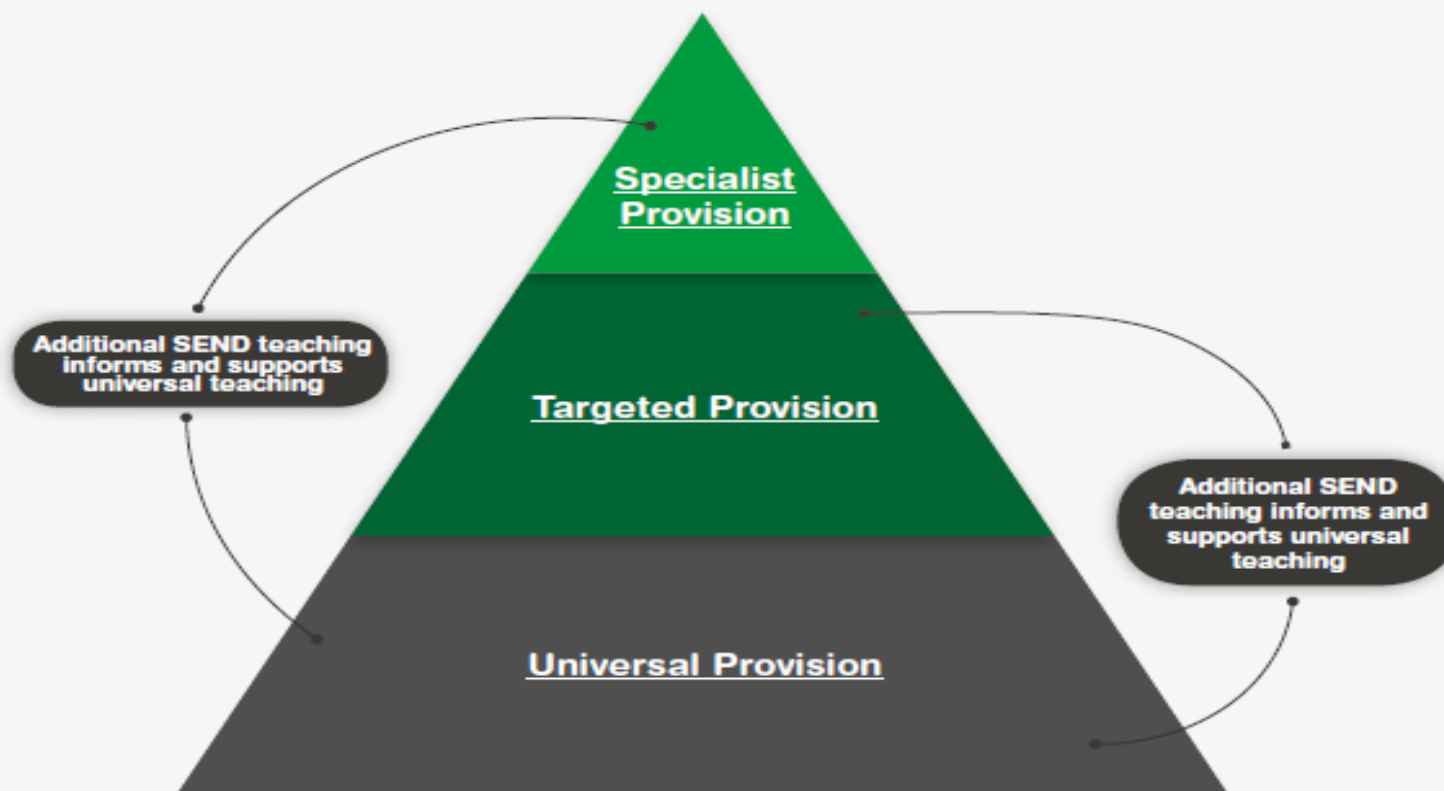 Specialist
Provision
Additional SEND teaching
informs and supports
universal teaching
Targeted Provision
Additional SEND
teaching informs and
supports universal
teaching
Universal Provision